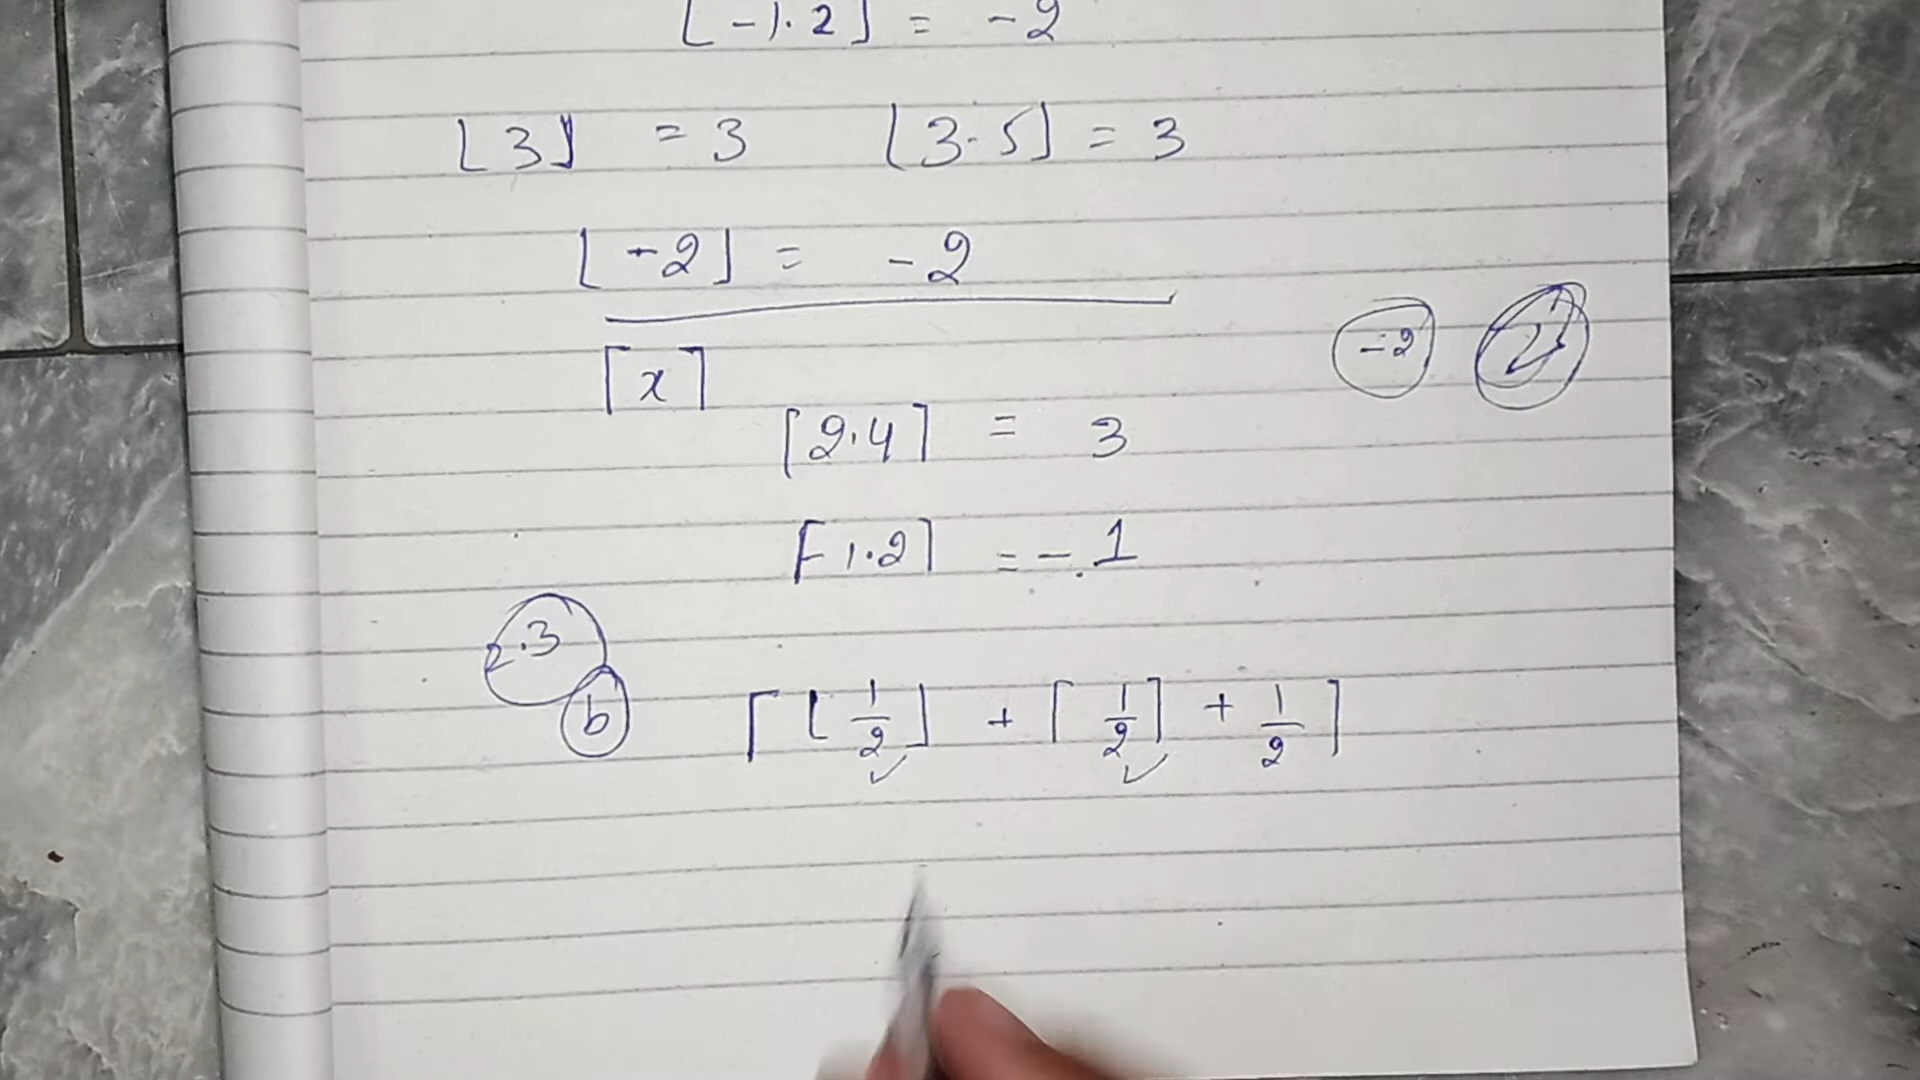 ⌊-1.2⌋ = -2
⌊3⌋ = 3 ⌊3.5⌋ = 3
⌊-2⌋ = -2
⌈x⌉ -2
⌈2.4⌉ = 3
⌈-1.2⌉ = -1
2.3
b ⌈⌊1/2⌋ + ⌈1/2⌉ + 1/2⌉